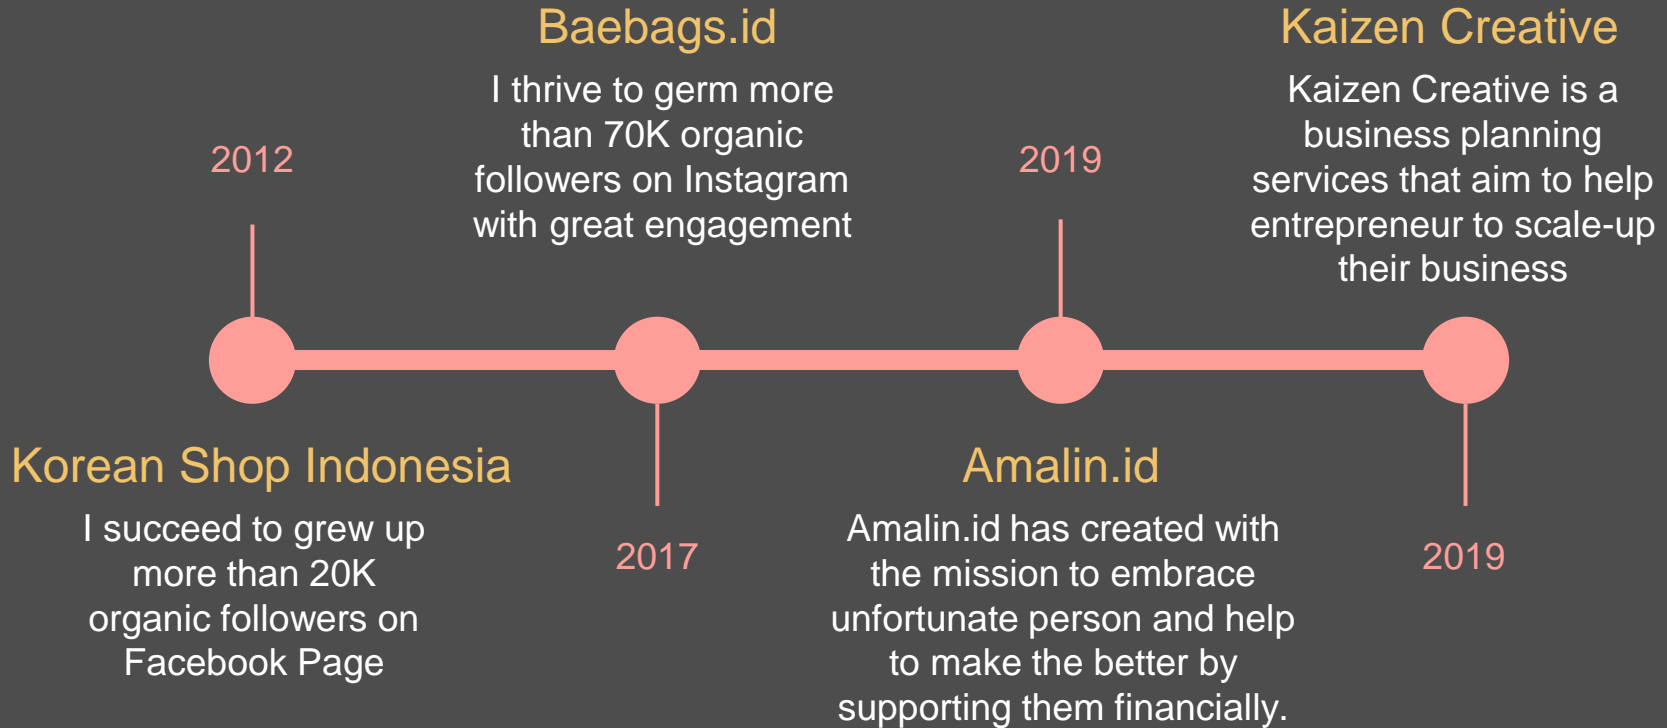 2012
Korean Shop Indonesia
I succeed to grew up
more than 20K
organic followers on
Facebook Page
Baebags.id
I thrive to germ more
than 70K organic
followers on Instagram
with great engagement
2017
2019
Amalin.id
Amalin.id has created with
the mission to embrace
unfortunate person and help
to make the better by
supporting them financially.
Kaizen Creative
Kaizen Creative is a
business planning
services that aim to help
entrepreneur to scale-up
their business
2019